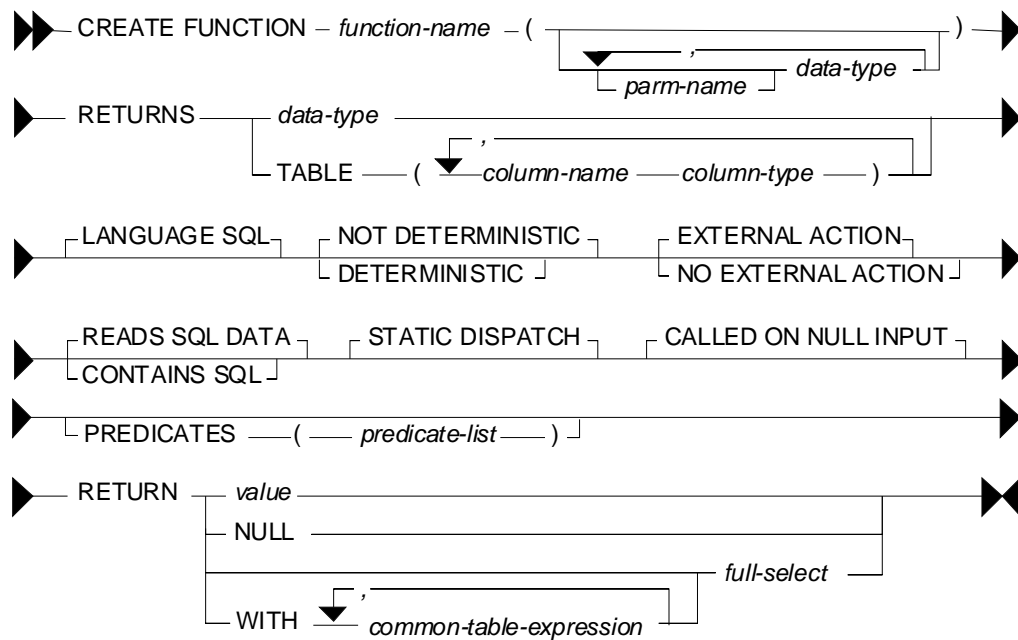 CREATE FUNCTION function-name ( )
,
parm-name data-type
RETURNS data-type
,
TABLE ( column-name column-type )
LANGUAGE SQL NOT DETERMINISTIC EXTERNAL ACTION
DETERMINISTIC NO EXTERNAL ACTION
READS SQL DATA STATIC DISPATCH CALLED ON NULL INPUT
CONTAINS SQL
PREDICATES ( predicate-list )
RETURN value
NULL
full-select
,
WITH common-table-expression